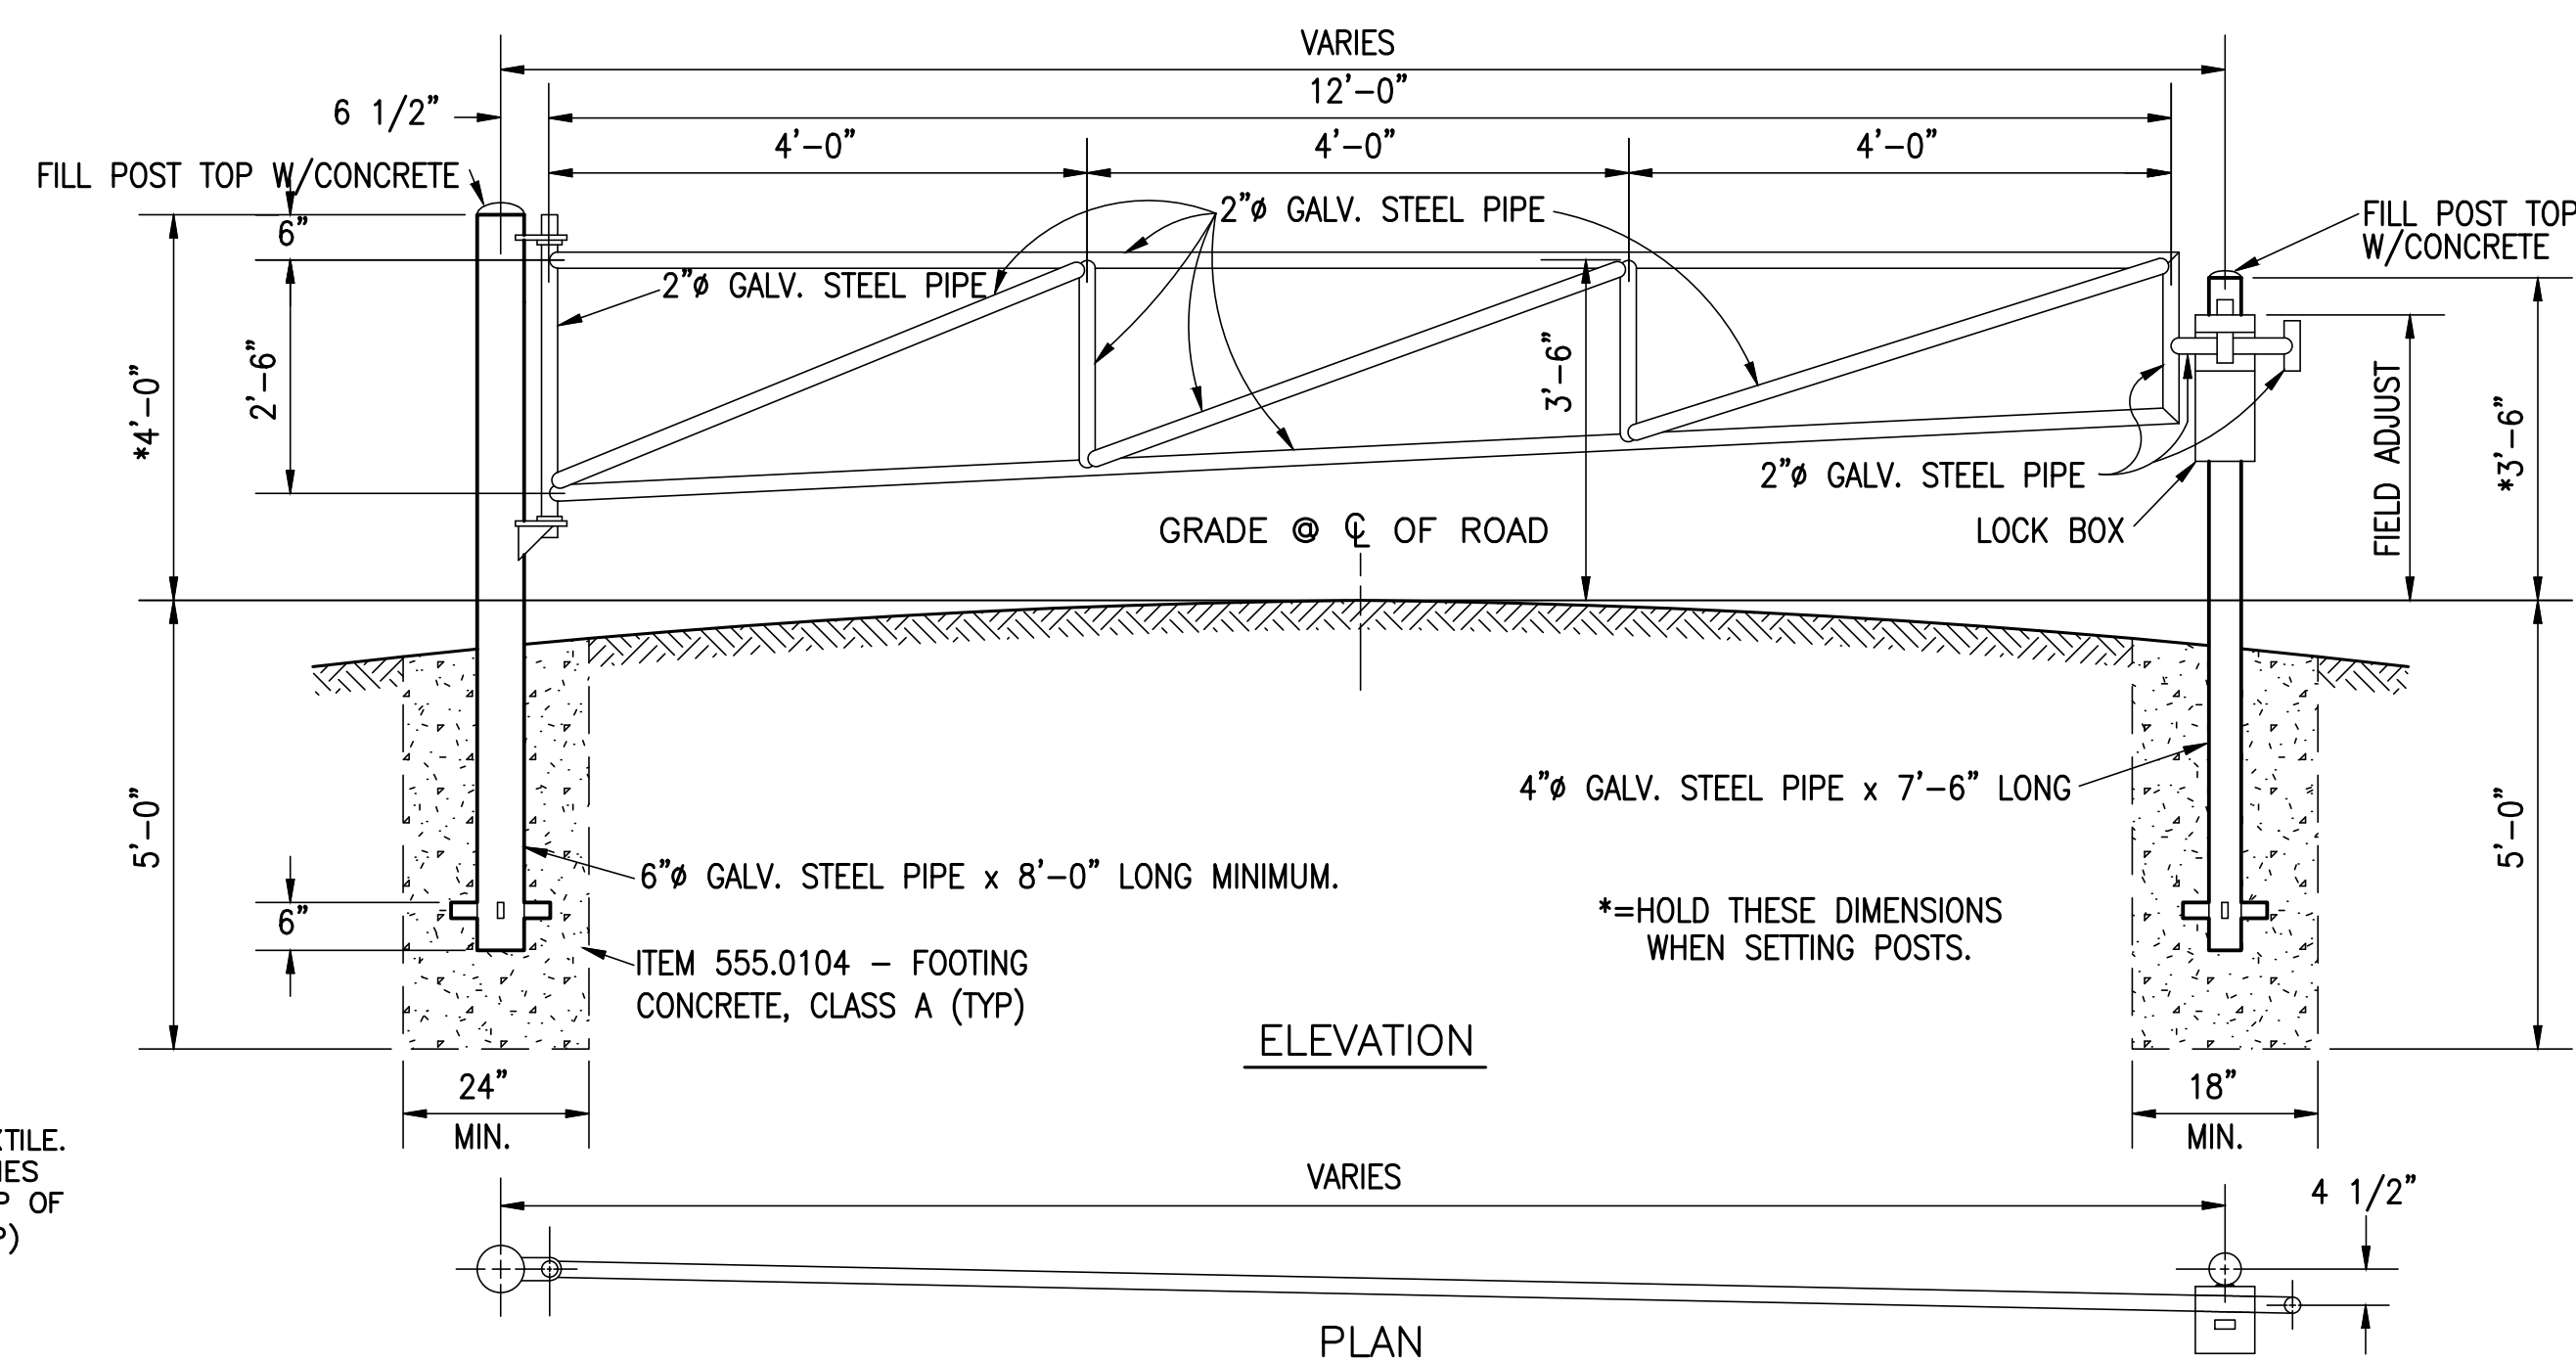 VARIES
12'-0"
6 1/2"
4'-0"
4'-0"
4'-0"
FILL POST TOP W/CONCRETE
2"ø GALV. STEEL PIPE
FILL POST TOP
W/CONCRETE
6"
2"ø GALV. STEEL PIPE
*4'-0"
2'-6"
3'-6"
FIELD ADJUST
*3'-6"
2"ø GALV. STEEL PIPE
GRADE @ ℄ OF ROAD
LOCK BOX
5'-0"
4"ø GALV. STEEL PIPE x 7'-6" LONG
5'-0"
6"ø GALV. STEEL PIPE x 8'-0" LONG MINIMUM.
6"
*=HOLD THESE DIMENSIONS
WHEN SETTING POSTS.
ITEM 555.0104 - FOOTING
CONCRETE, CLASS A (TYP)
ELEVATION
24"
MIN.
18"
MIN.
OF
VARIES
4 1/2"
PLAN